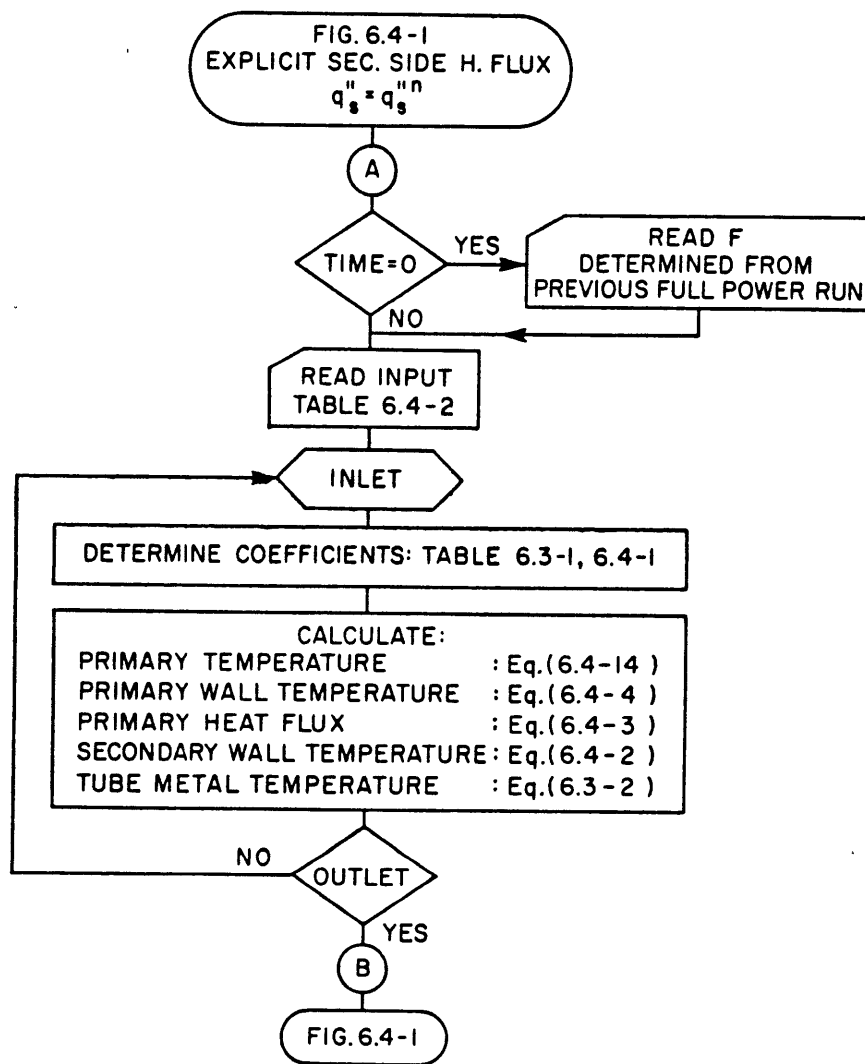 FIG. 6.4-1
EXPLICIT SEC. SIDE H. FLUX
q"s = q"ns
A
TIME=0
YES
READ F
DETERMINED FROM
PREVIOUS FULL POWER RUN
NO
READ INPUT
TABLE 6.4-2
INLET
DETERMINE COEFFICIENTS: TABLE 6.3-1, 6.4-1
CALCULATE:
PRIMARY TEMPERATURE : Eq.(6.4-14)
PRIMARY WALL TEMPERATURE : Eq.(6.4-4)
PRIMARY HEAT FLUX : Eq.(6.4-3)
SECONDARY WALL TEMPERATURE: Eq.(6.4-2)
TUBE METAL TEMPERATURE : Eq.(6.3-2)
NO
OUTLET
YES
B
FIG. 6.4-1